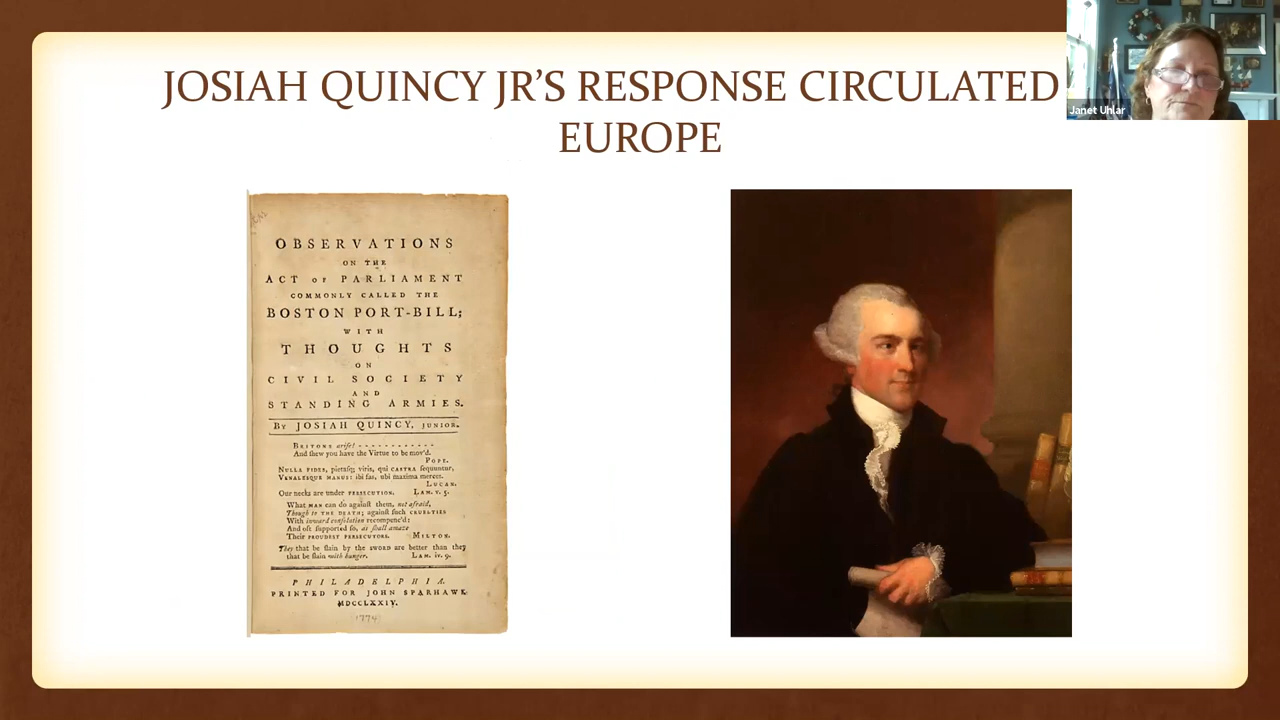 JOSIAH QUINCY JR’S RESPONSE CIRCULATED
EUROPE
Janet Uhlar
OBSERVATIONS
ON THE
ACT OF PARLIAMENT
COMMONLY CALLED THE
BOSTON PORT-BILL;
WITH
THOUGHTS
ON
CIVIL SOCIETY
AND
STANDING ARMIES.
BY JOSIAH QUINCY, JUNIOR.
BRITONS arise! - - - - - - - - - - - -
And shew you have the Virtue to be mov'd.
POPE.
NULLA FIDES, pietasq; viris, qui CASTRA sequuntur,
VENALESQUE MANUS: ibi fas, ubi maxima merces.
LUCAN.
Our necks are under PERSECUTION. LAM. v. 5.
What MAN can do against them, not afraid,
Though to THE DEATH; against such CRUELTIES
With inward consolation recompenc'd:
And oft supported so, as shall amaze
Their PROUDEST PERSECUTORS. MILTON.
They that be slain by the SWORD are better than they
that be slain with hunger. LAM. iv. 9.
PHILADELPHIA.
PRINTED FOR JOHN SPARHAWK
MDCCLXXIV.
1774